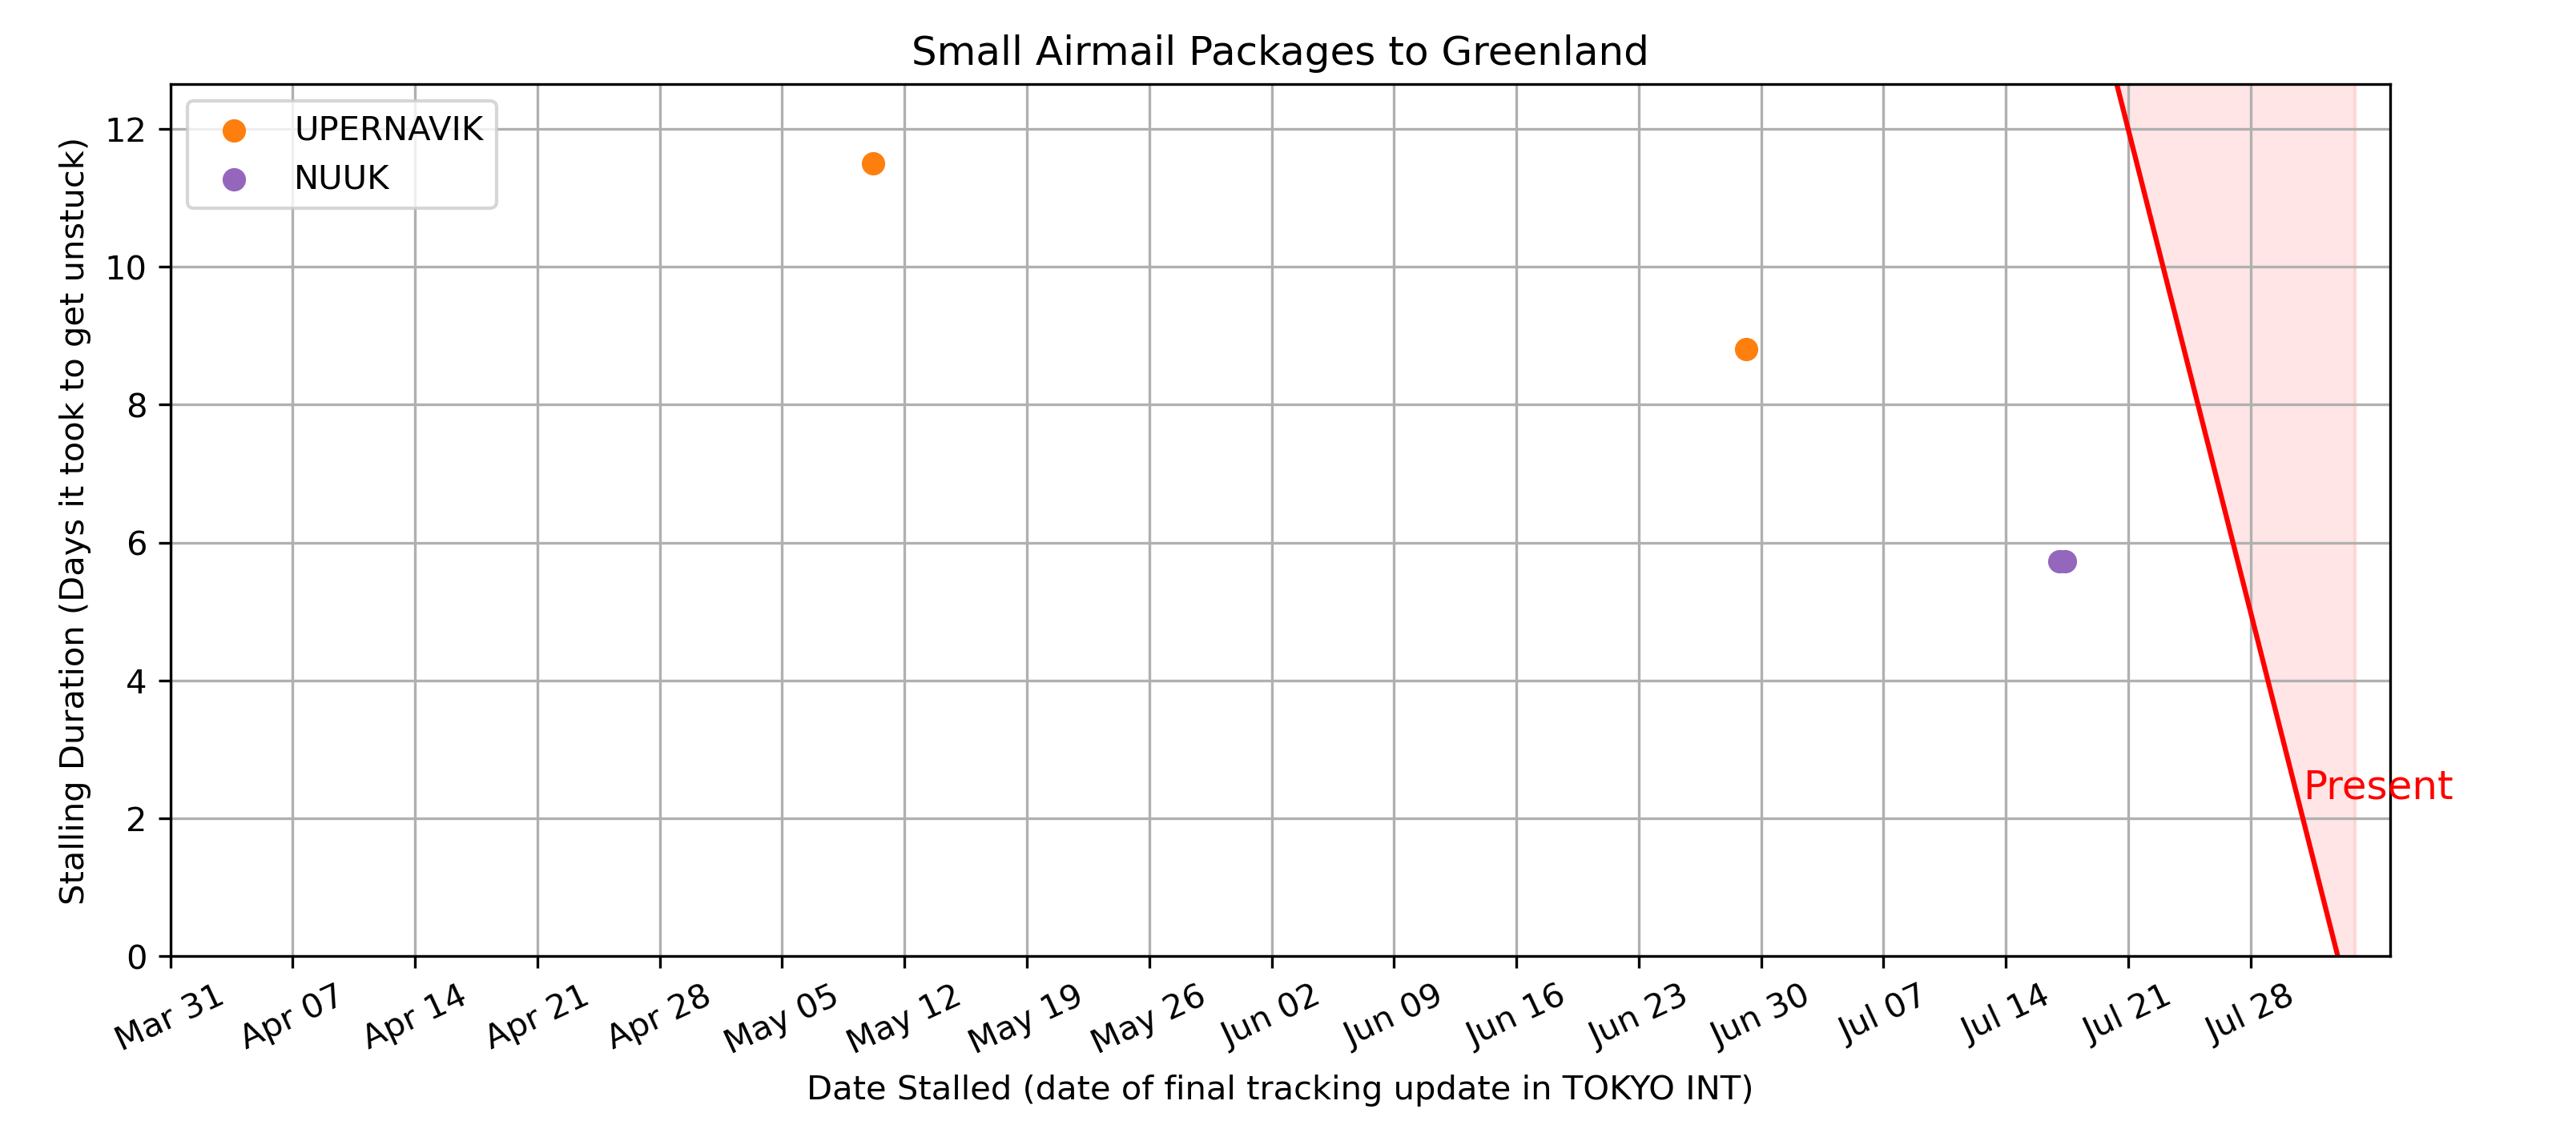 Small Airmail Packages to Greenland
UPERNAVIK
NUUK
Stalling Duration (Days it took to get unstuck)
12
10
8
6
4
2
0
Present
Mar 31
Apr 07
Apr 14
Apr 21
Apr 28
May 05
May 12
May 19
May 26
Jun 02
Jun 09
Jun 16
Jun 23
Jun 30
Jul 07
Jul 14
Jul 21
Jul 28
Date Stalled (date of final tracking update in TOKYO INT)